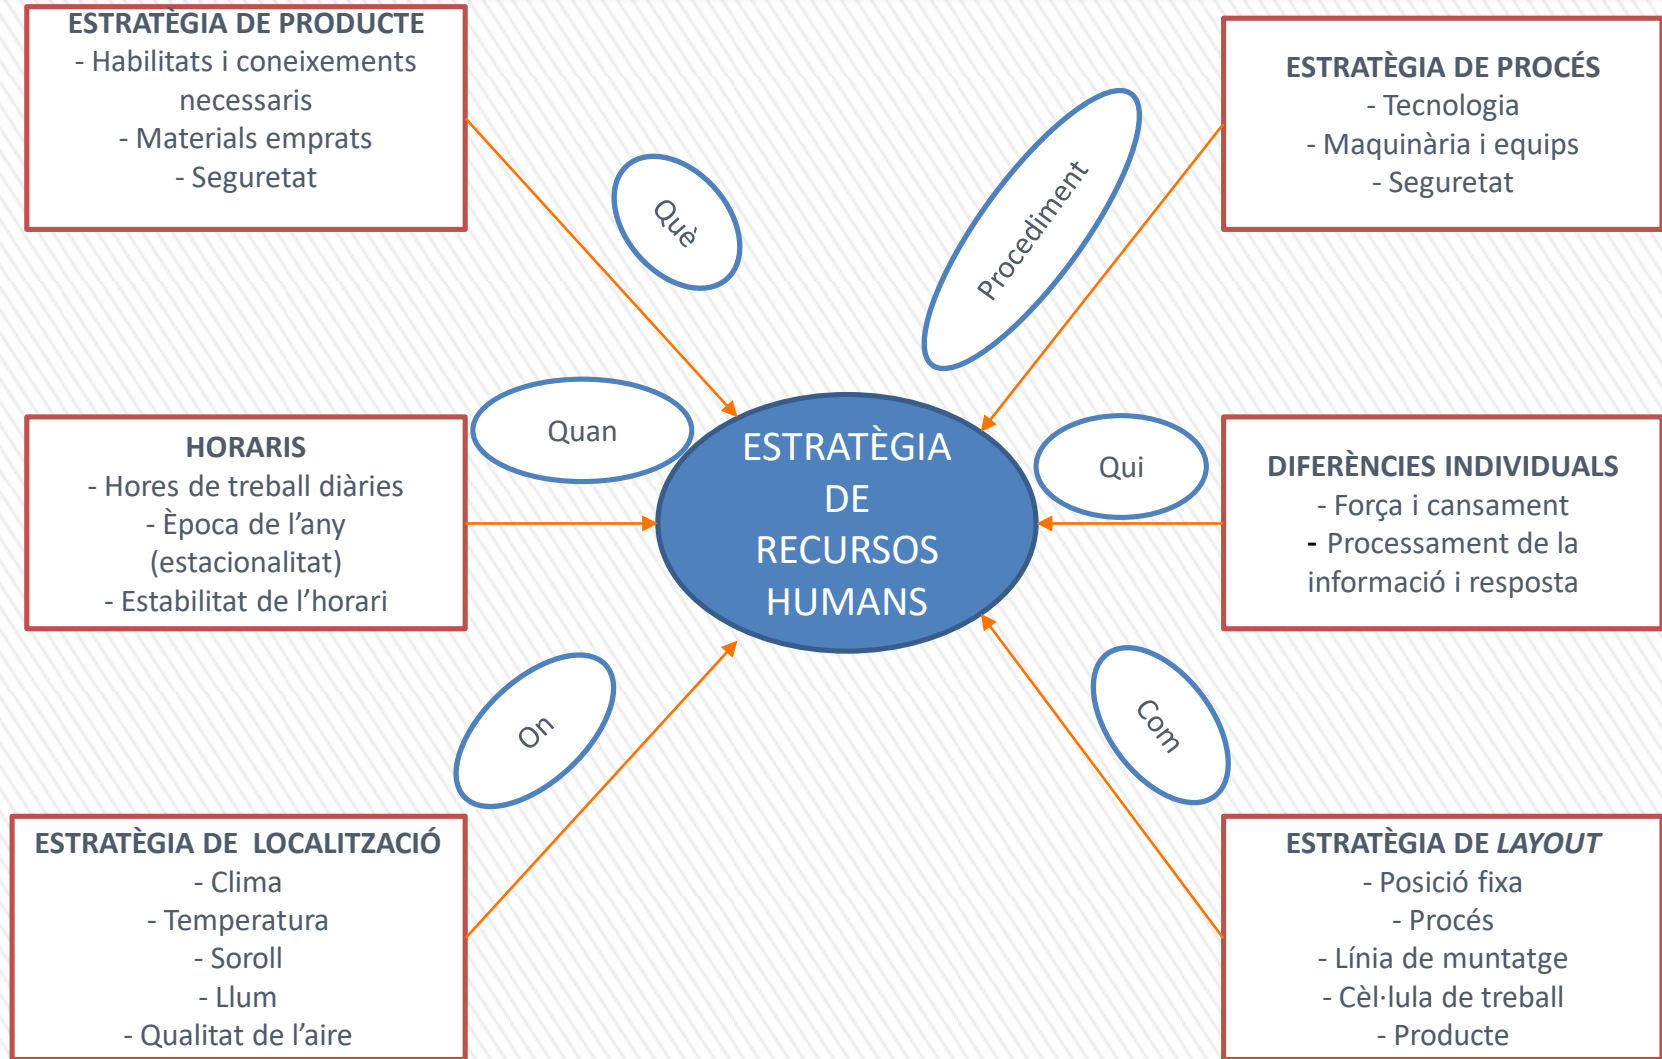 ESTRATÈGIA DE PRODUCTE
- Habilitats i coneixements
necessaris
- Materials emprats
- Seguretat
Què
Procediment
ESTRATÈGIA DE PROCÉS
- Tecnologia
- Maquinària i equips
- Seguretat
HORARIS
- Hores de treball diàries
- Època de l’any
(estacionalitat)
- Estabilitat de l’horari
Quan
ESTRATÈGIA
DE
RECURSOS
HUMANS
Qui
DIFERÈNCIES INDIVIDUALS
- Força i cansament
- Processament de la
informació i resposta
On
Com
ESTRATÈGIA DE LOCALITZACIÓ
- Clima
- Temperatura
- Soroll
- Llum
- Qualitat de l’aire
ESTRATÈGIA DE LAYOUT
- Posició fixa
- Procés
- Línia de muntatge
- Cèl·lula de treball
- Producte